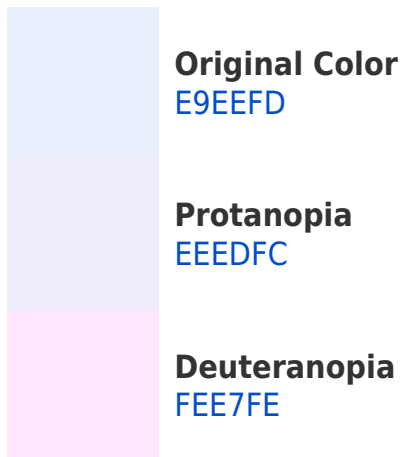 Original Color
E9EEFD
Protanopia
EEEDFC
Deuteranopia
FEE7FE